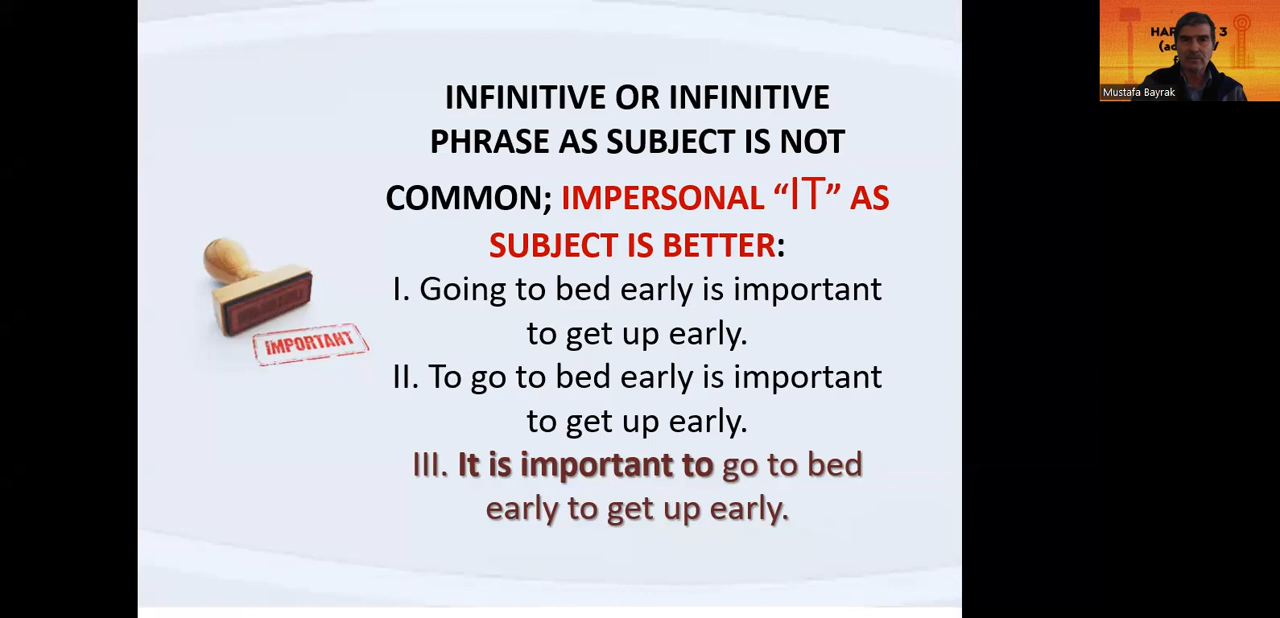 INFINITIVE OR INFINITIVE
PHRASE AS SUBJECT IS NOT
COMMON; IMPERSONAL “IT” AS
SUBJECT IS BETTER:
I. Going to bed early is important
to get up early.
II. To go to bed early is important
to get up early.
III. It is important to go to bed
early to get up early.
IMPORTANT
3
Mustafa Bayrak